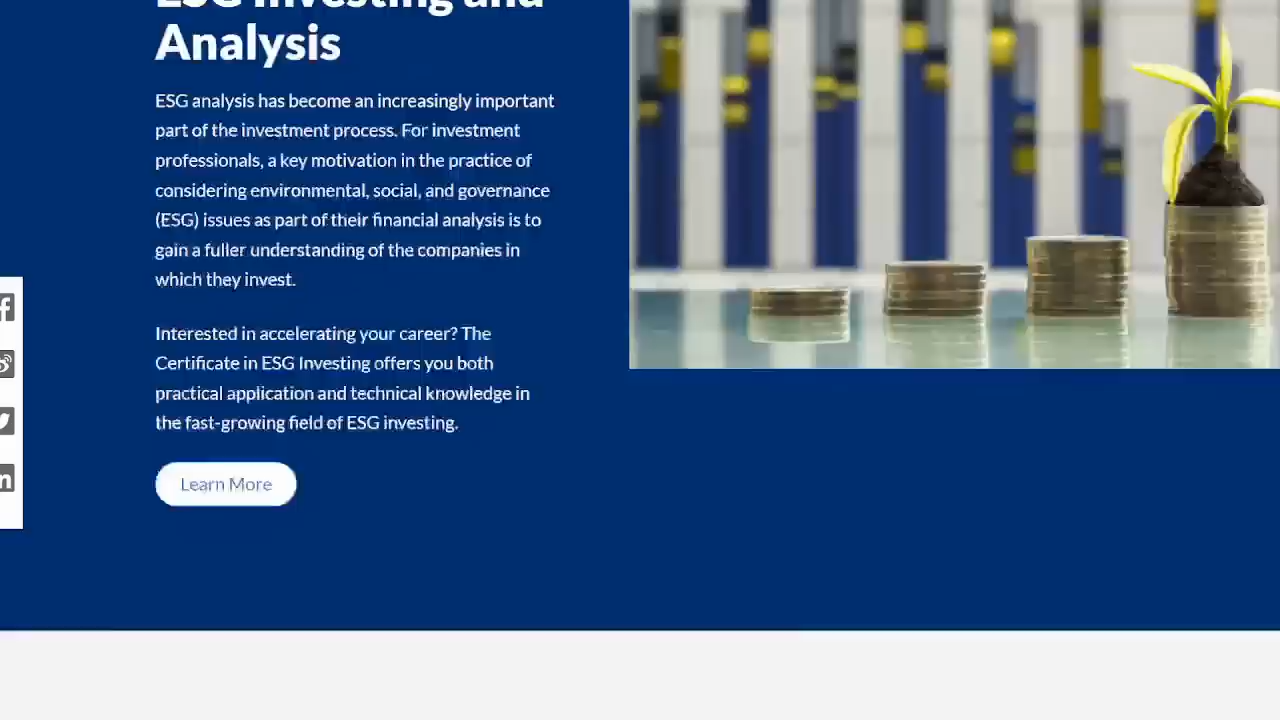 ESG Investing and
Analysis
ESG analysis has become an increasingly important
part of the investment process. For investment
professionals, a key motivation in the practice of
considering environmental, social, and governance
(ESG) issues as part of their financial analysis is to
gain a fuller understanding of the companies in
which they invest.
Interested in accelerating your career? The
Certificate in ESG Investing offers you both
practical application and technical knowledge in
the fast-growing field of ESG investing.
Learn More